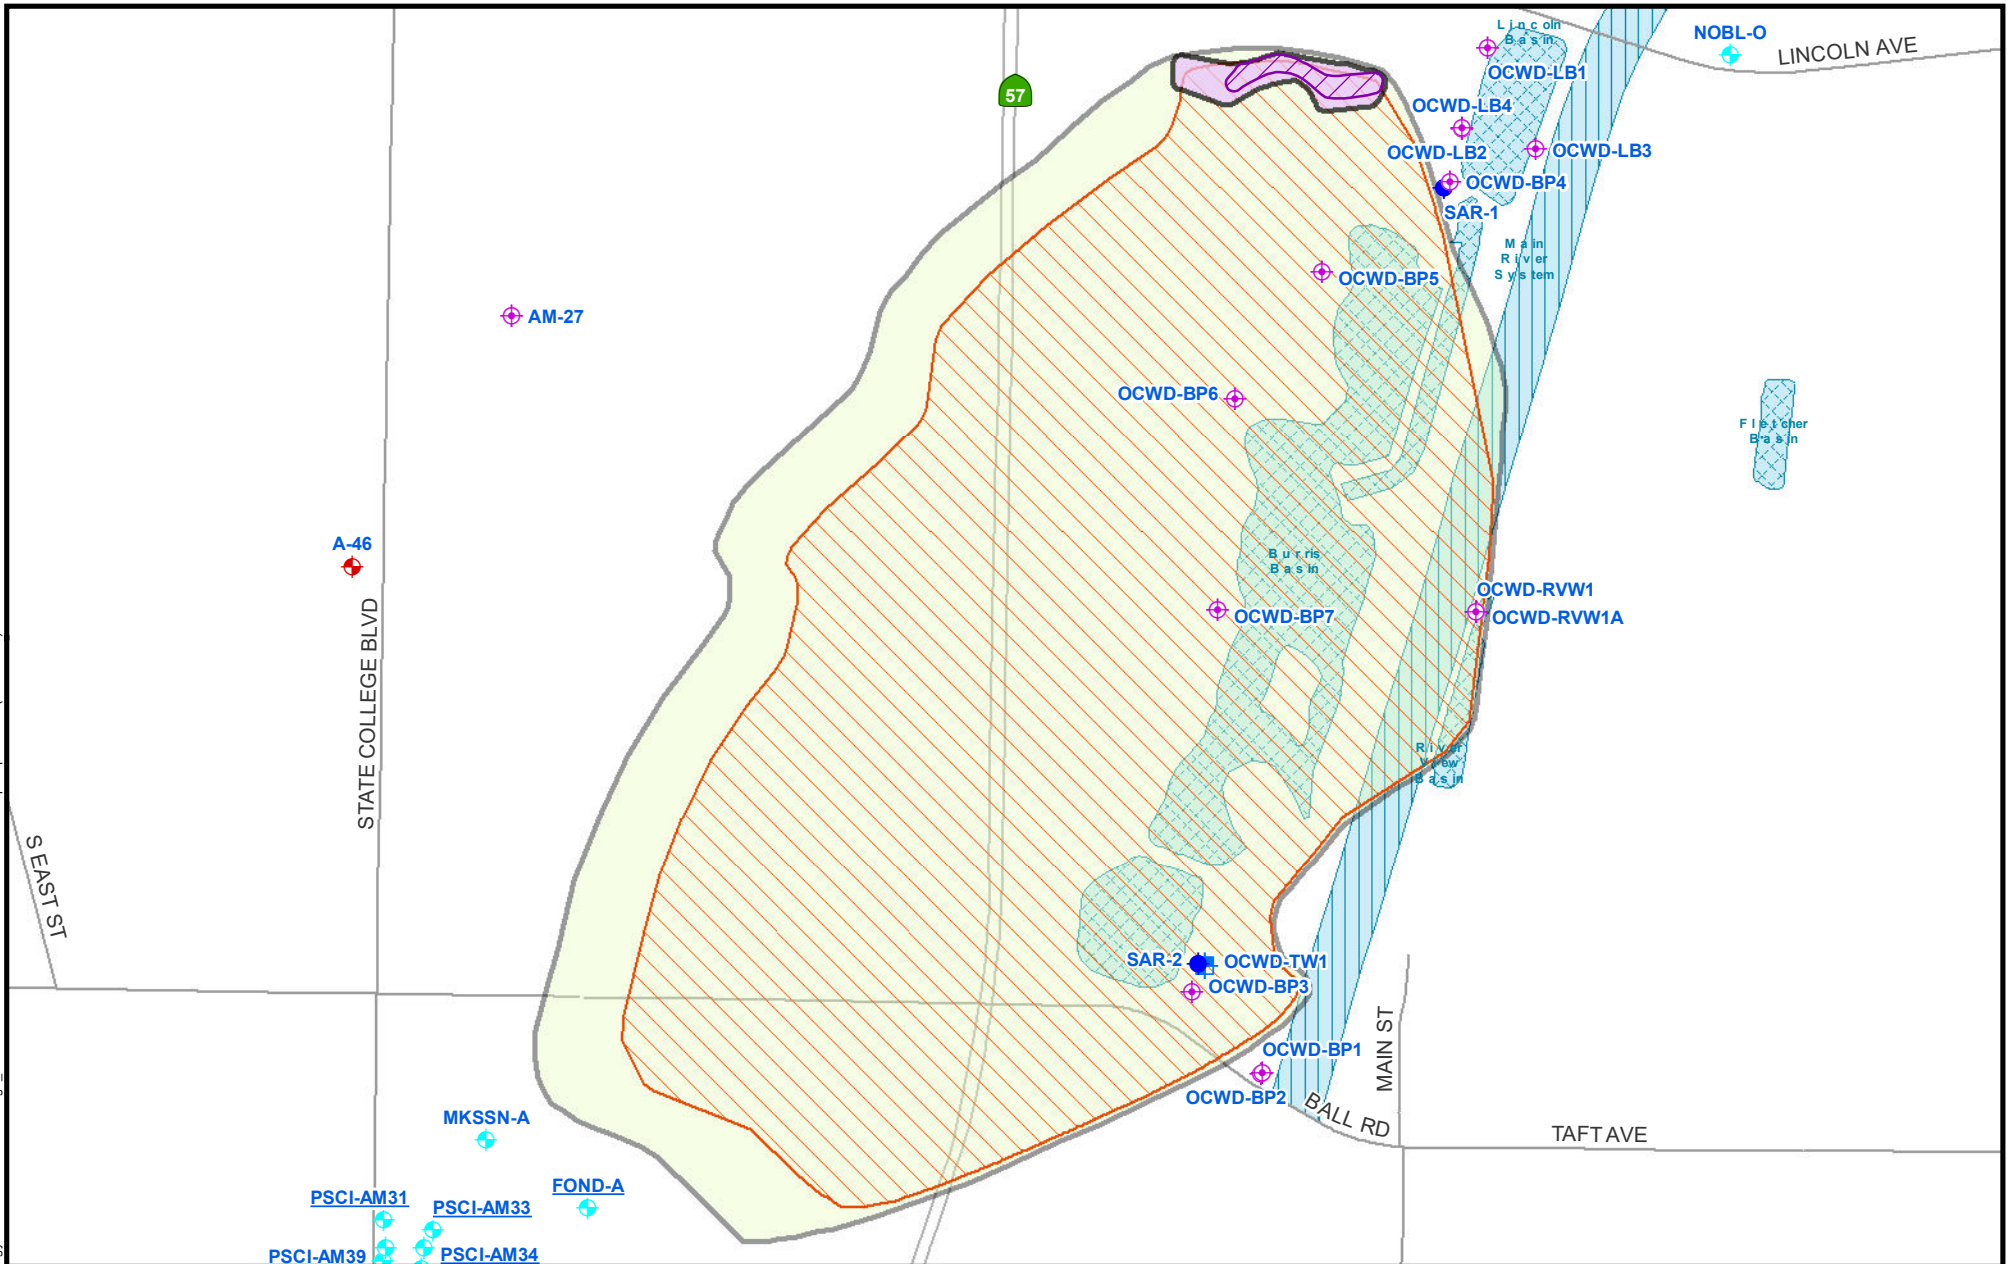 Lincoln
Basin
NOBL-O
LINCOLN AVE
OCWD-LB1
57
OCWD-LB4
OCWD-LB2
OCWD-LB3
OCWD-BP4
SAR-1
Main
River
System
OCWD-BP5
AM-27
OCWD-BP6
Fletcher
Basin
A-46
Burris
Basin
OCWD-RVW1
OCWD-BP7
OCWD-RVW1A
STATE COLLEGE BLVD
River
View
Basin
S EAST ST
SAR-2
OCWD-TW1
OCWD-BP3
MAIN ST
OCWD-BP1
OCWD-BP2
BALL RD
MKSSN-A
TAFT AVE
FOND-A
PSCI-AM31
PSCI-AM33
PSCI-AM39
PSCI-AM34